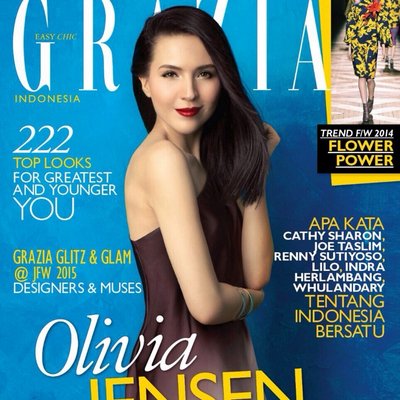 GRAZIA
EASY CHIC
INDONESIA
TREND F/W 2014
FLOWER
POWER
222
TOP LOOKS
FOR GREATEST
AND YOUNGER
YOU
GRAZIA GLITZ & GLAM
@ JFW 2015
DESIGNERS & MUSES
APA KATA
CATHY SHARON,
JOE TASLIM,
RENNY SUTIYOSO,
LILO, INDRA
HERLAMBANG,
WHULANDARY
TENTANG
INDONESIA
BERSATU
Olivia
JENSEN